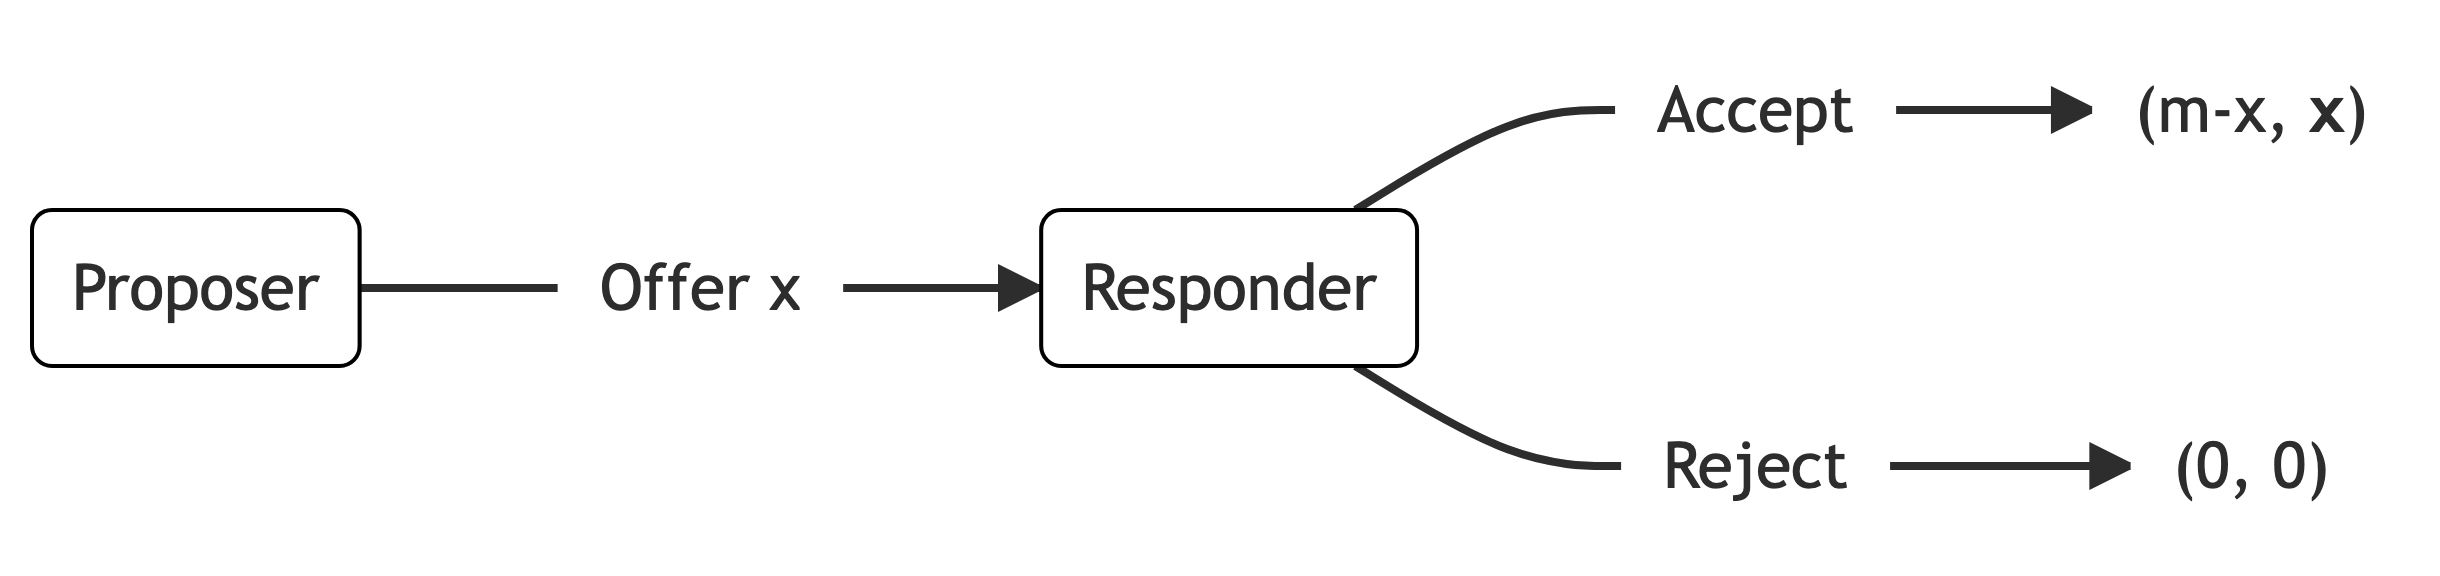 Proposer
Offer x
Responder
Accept
(m-x, x)
Reject
(0, 0)